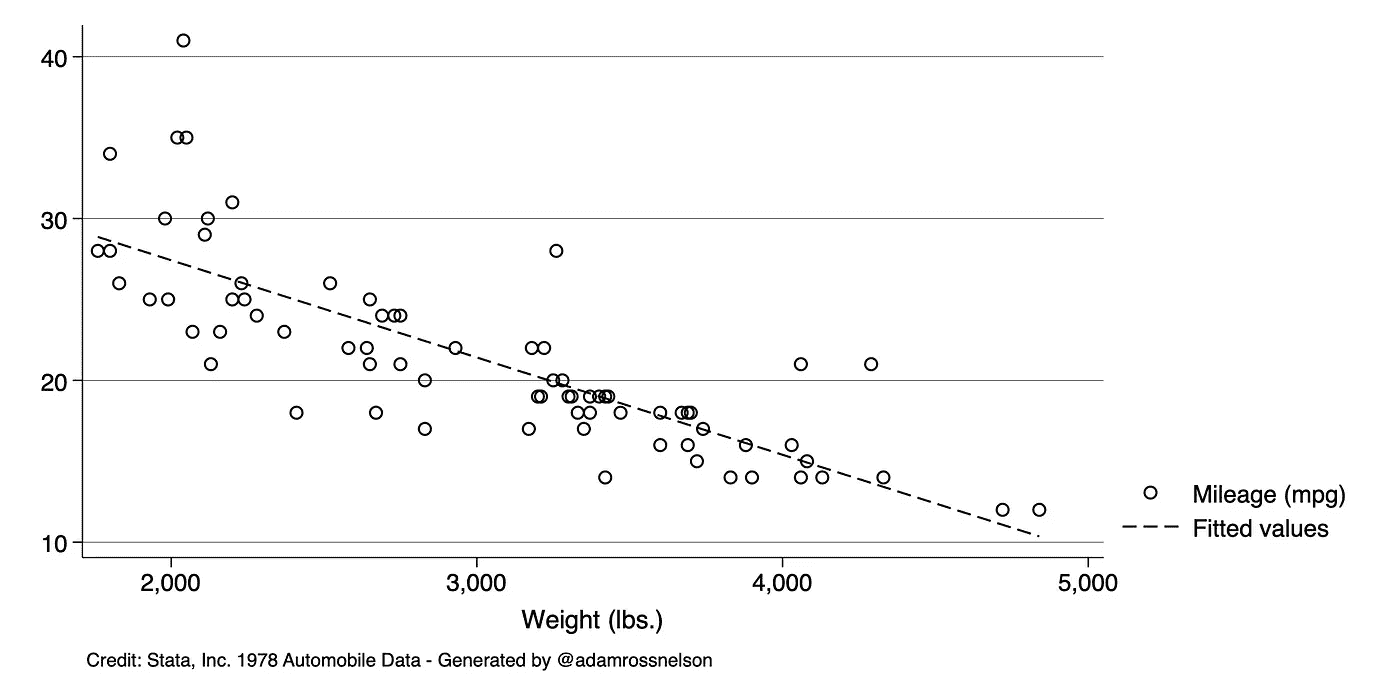 40
30
20
10
2,000 3,000 4,000 5,000
Weight (lbs.)
Mileage (mpg)
Fitted values
Credit: Stata, Inc. 1978 Automobile Data - Generated by @adamrossnelson